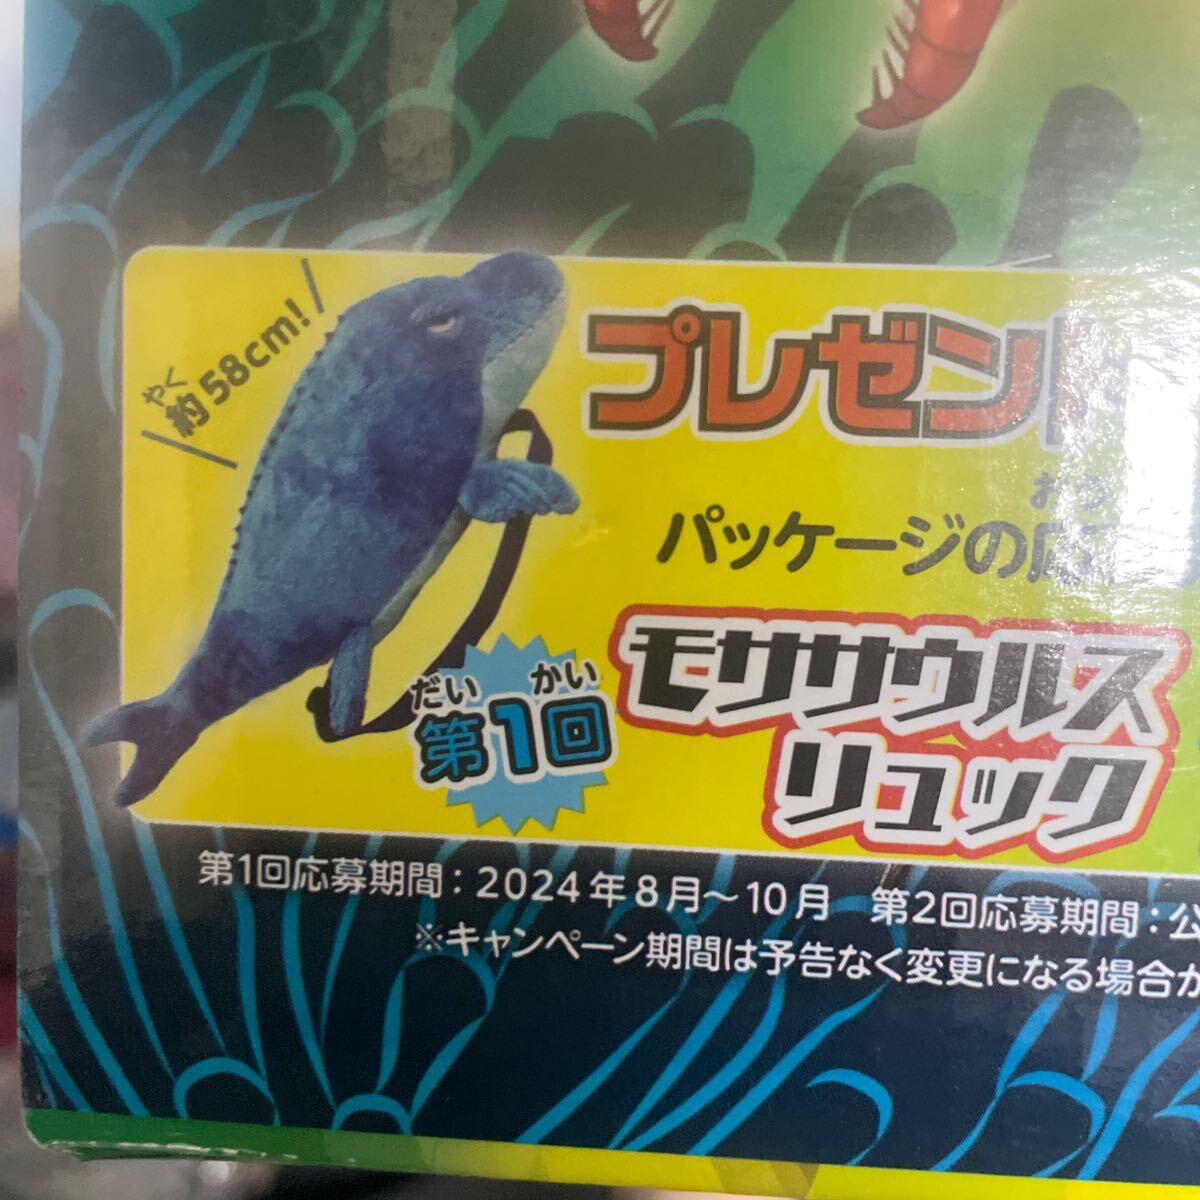 やく
約58cm!
プレゼント
おう
パッケージの応
モササウルス
リュック
だい かい
第1回
第1回応募期間：2024年8月～10月 第2回応募期間：公
※キャンペーン期間は予告なく変更になる場合が